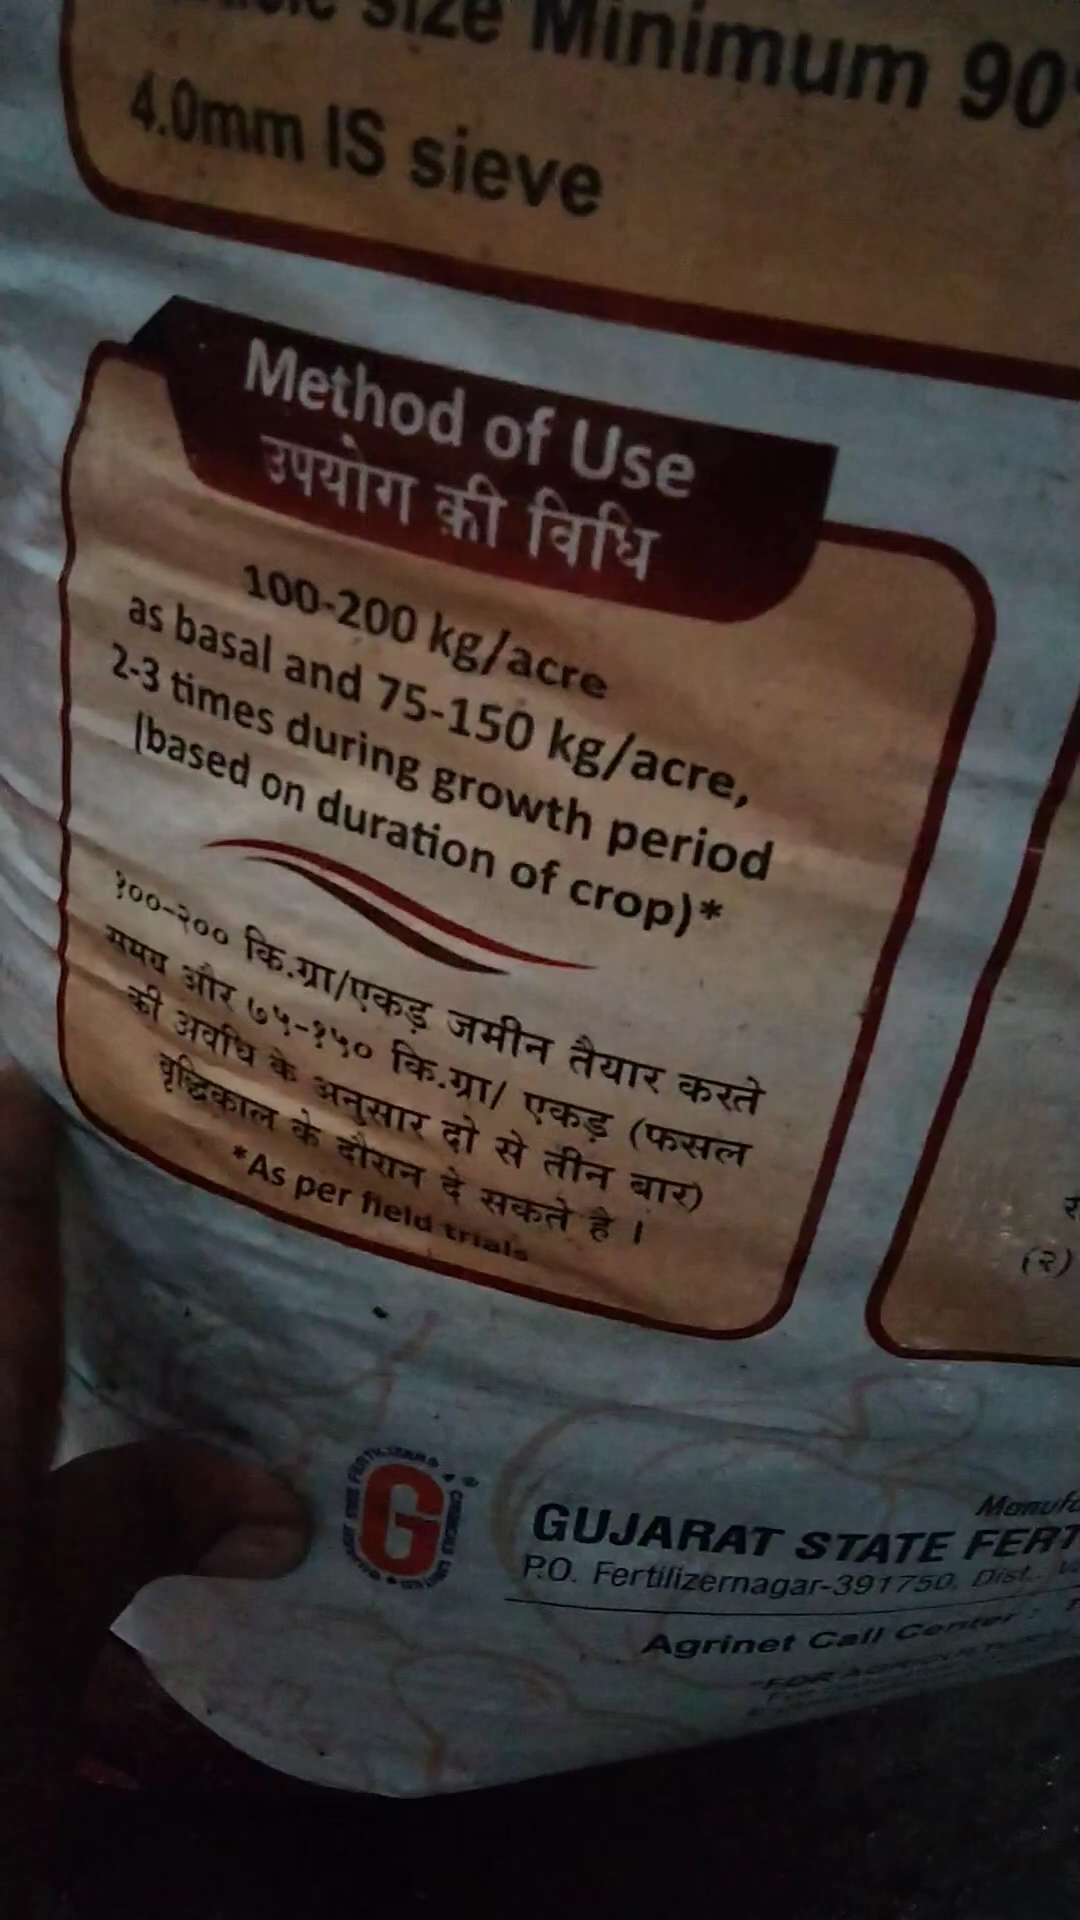 size Minimum 90
4.0mm IS sieve
Method of Use
उपयोग की विधि
100-200 kg/acre
as basal and 75-150 kg/acre,
2-3 times during growth period
(based on duration of crop)*
१००-२०० कि.ग्रा/एकड़ जमीन तैयार करते
समय और ७५-१५० कि.ग्रा/ एकड़ (फसल
की अवधि के अनुसार दो से तीन बार)
वृद्धिकाल के दौरान दे सकते है ।
*As per field trials
(२)
G
GUJARAT STATE
P.O. Fertilizernagar-391750, Dist.
Agrinet Call Center :